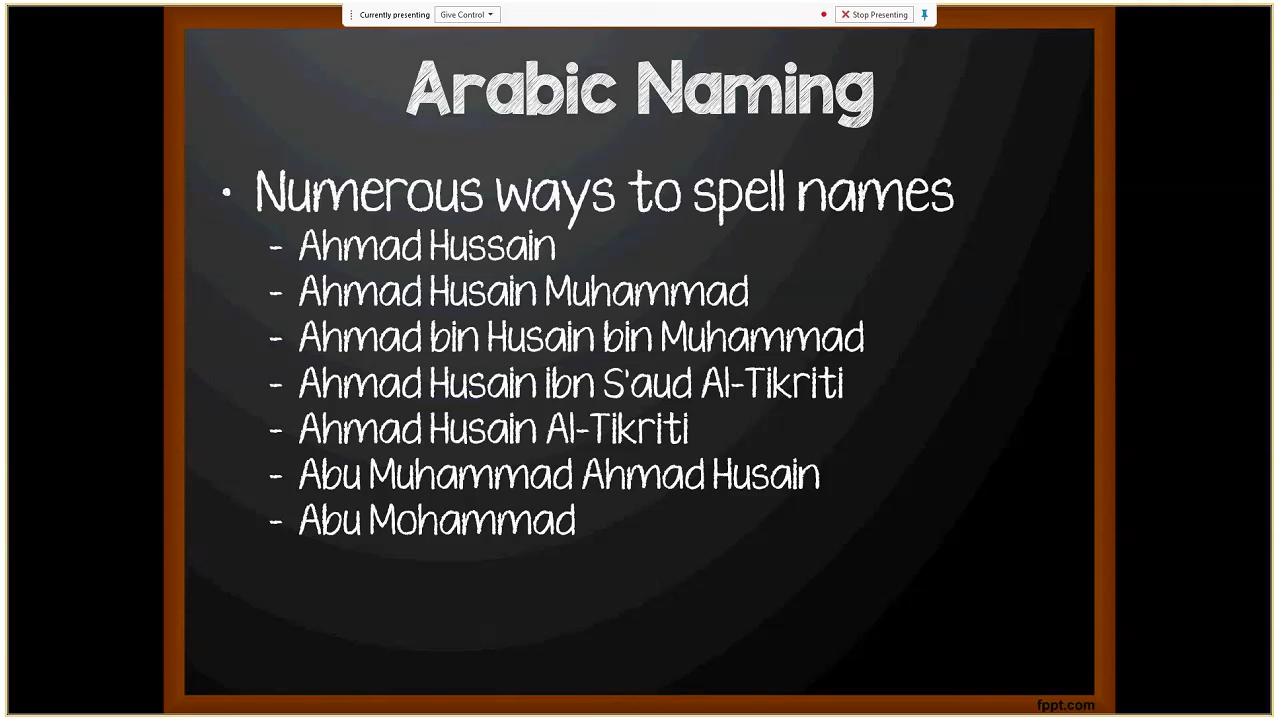 Currently presenting Give Control Stop Presenting
Arabic Naming
• Numerous ways to spell names
- Ahmad Hussain
- Ahmad Husain Muhammad
- Ahmad bin Husain bin Muhammad
- Ahmad Husain ibn S'aud Al-Tikriti
- Ahmad Husain Al-Tikriti
- Abu Muhammad Ahmad Husain
- Abu Mohammad
fppt.com